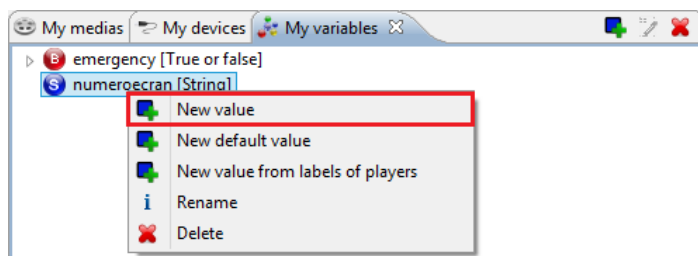 My medias My devices My variables
B emergency [True or false]
S numeroecran [String]
New value
New default value
New value from labels of players
i Rename
Delete